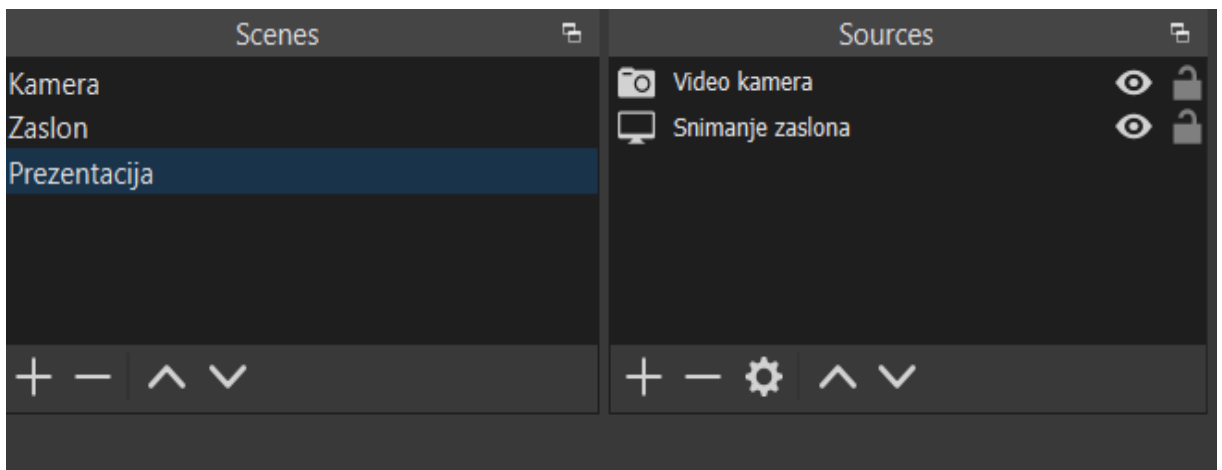 Scenes
Kamera
Zaslon
Prezentacija
Sources
Video kamera
Snimanje zaslona